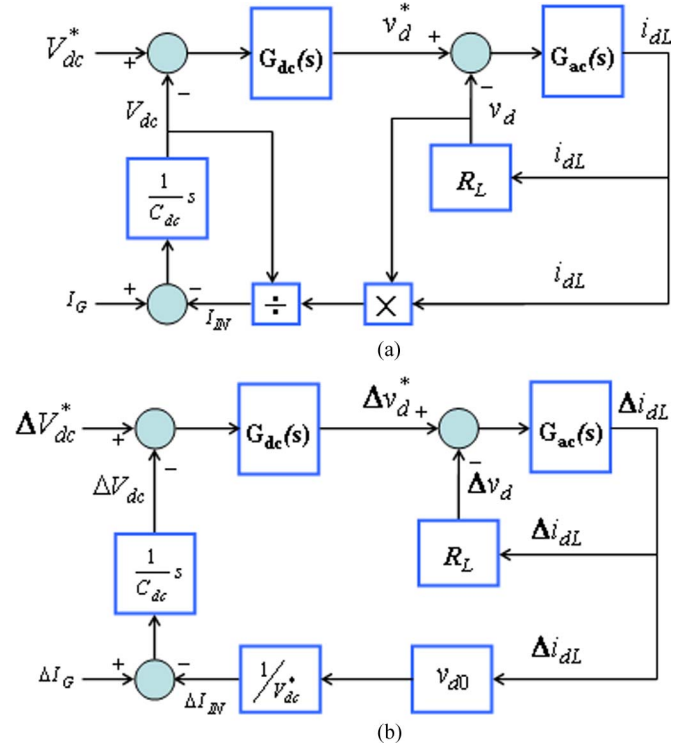 V*dc + − Gdc(s) v*d + − Gac(s) idL
Vdc vd
1/Cdc s RL idL
IG + − IIN ÷ × idL
(a)
ΔV*dc + − Gdc(s) Δv*d + − Gac(s) ΔidL
ΔVdc Δvd
1/Cdc s RL ΔidL
ΔIG + − ΔIIN 1/V*dc vd0 ΔidL
(b)